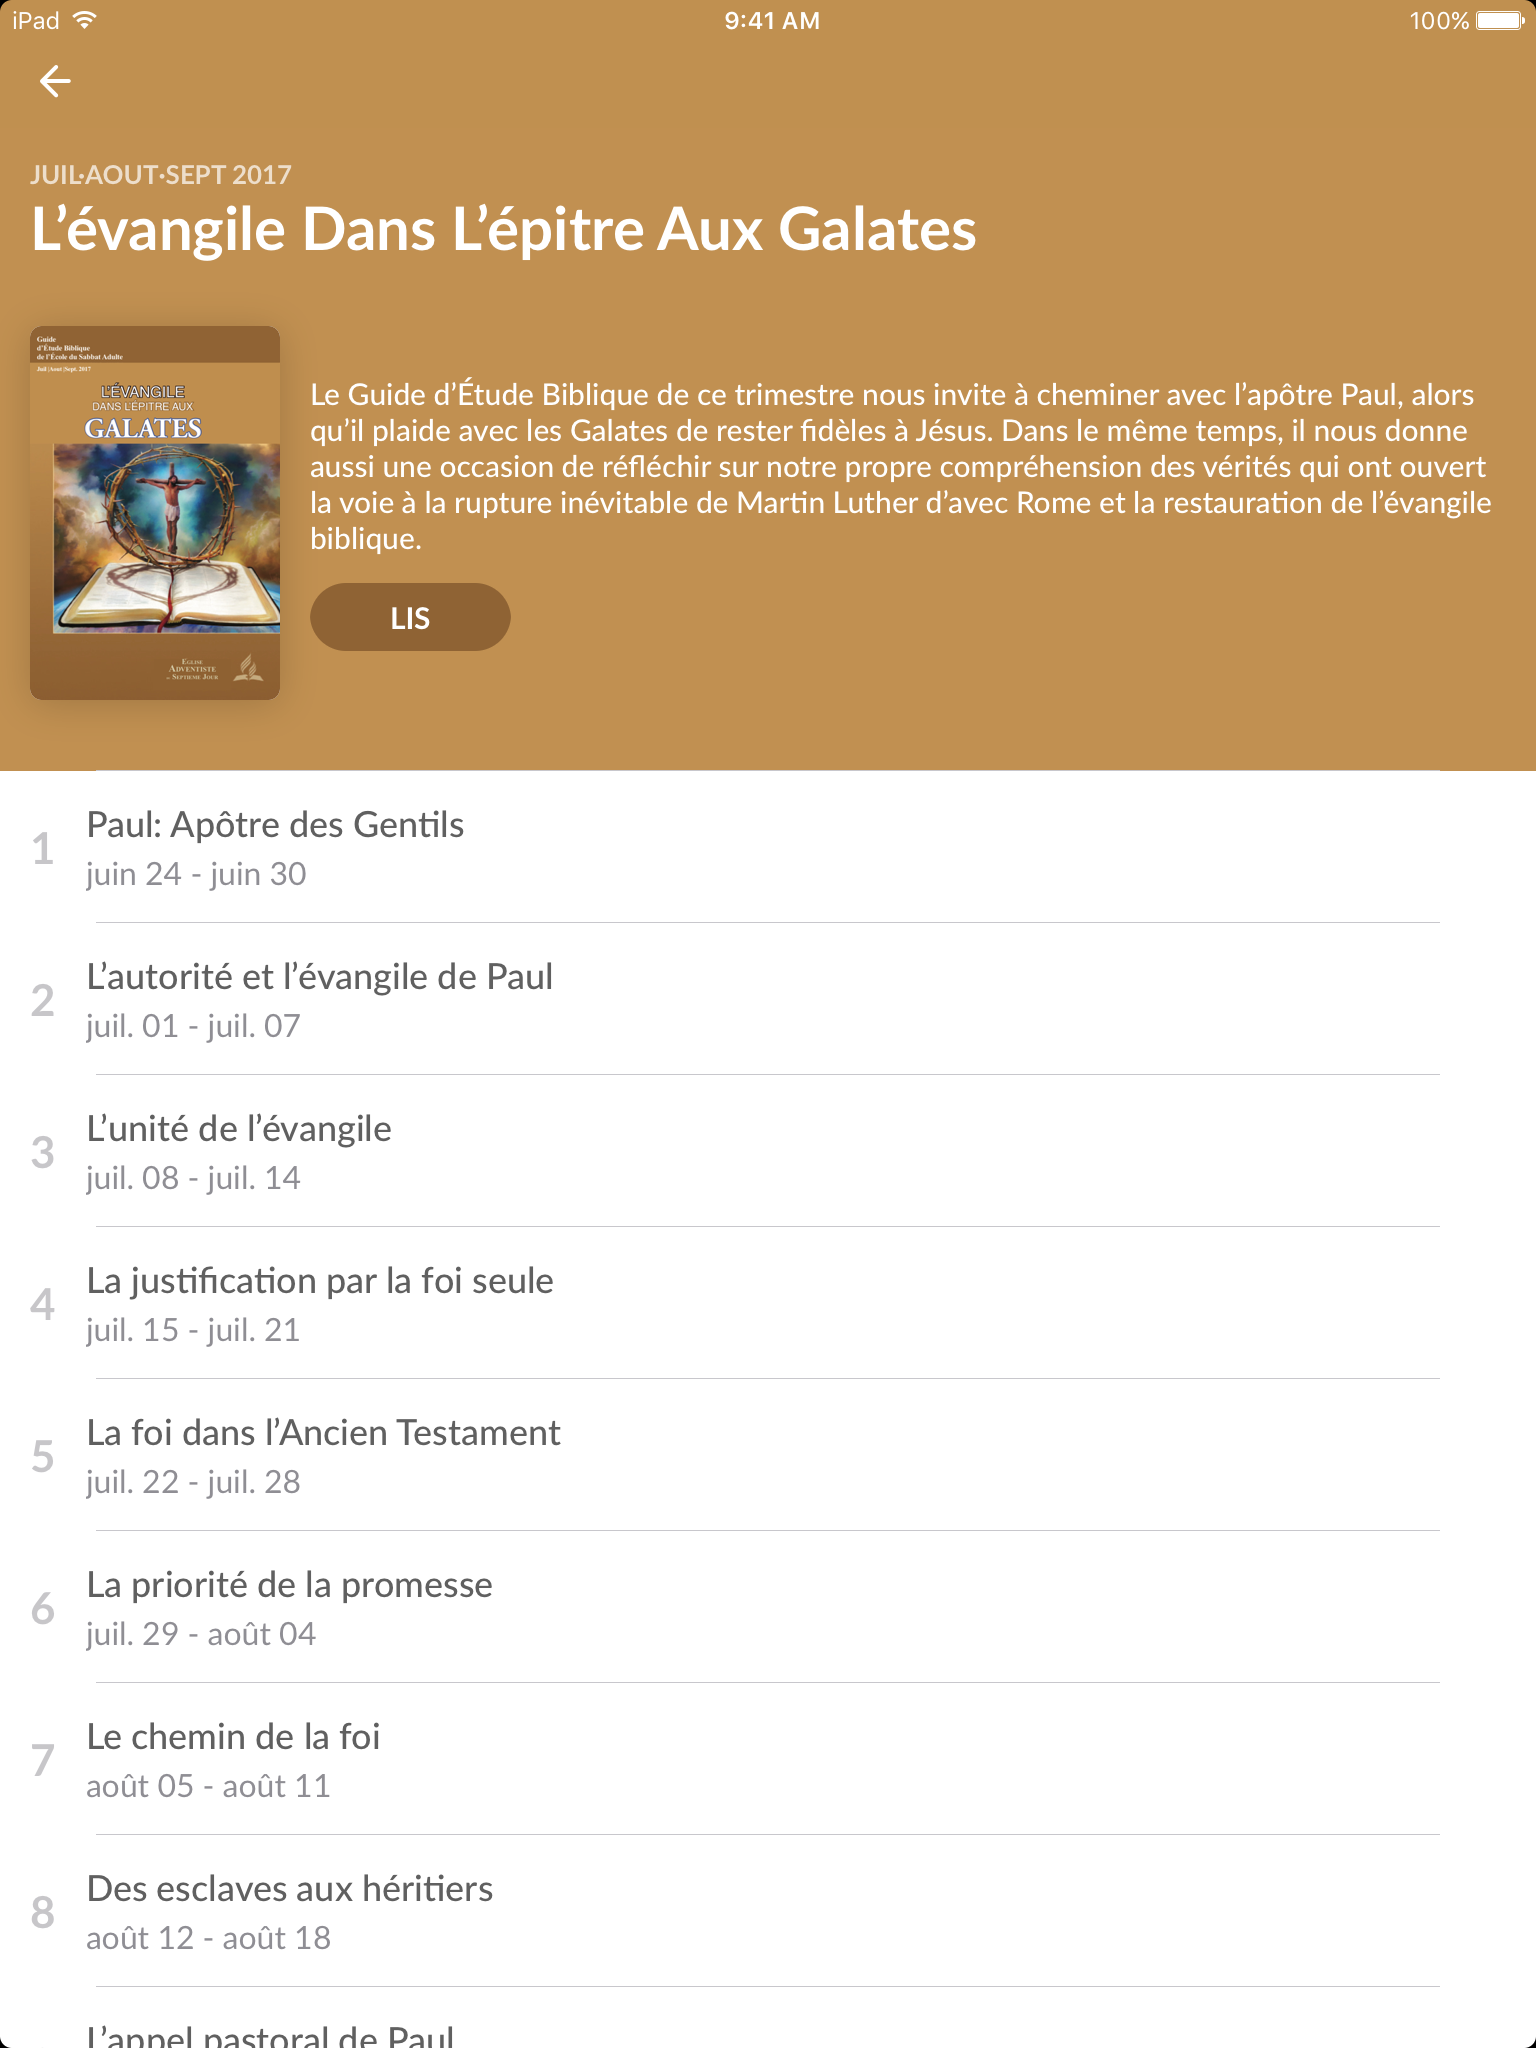 iPad 9:41 AM 100%
JUIL·AOUT·SEPT 2017
L’évangile Dans L’épitre Aux Galates
Guide
d’Étude Biblique
de l’École du Sabbat Adulte
Juil |Aout |Sept. 2017
L’ÉVANGILE
DANS L’ÉPITRE AUX
GALATES
EGLISE
ADVENTISTE
SEPTIEME JOUR
Le Guide d’Étude Biblique de ce trimestre nous invite à cheminer avec l’apôtre Paul, alors
qu’il plaide avec les Galates de rester fidèles à Jésus. Dans le même temps, il nous donne
aussi une occasion de réfléchir sur notre propre compréhension des vérités qui ont ouvert
la voie à la rupture inévitable de Martin Luther d’avec Rome et la restauration de l’évangile
biblique.
LIS
1 Paul: Apôtre des Gentils
juin 24 - juin 30
2 L’autorité et l’évangile de Paul
juil. 01 - juil. 07
3 L’unité de l’évangile
juil. 08 - juil. 14
4 La justification par la foi seule
juil. 15 - juil. 21
5 La foi dans l’Ancien Testament
juil. 22 - juil. 28
6 La priorité de la promesse
juil. 29 - août 04
7 Le chemin de la foi
août 05 - août 11
8 Des esclaves aux héritiers
août 12 - août 18
L’appel pastoral de Paul